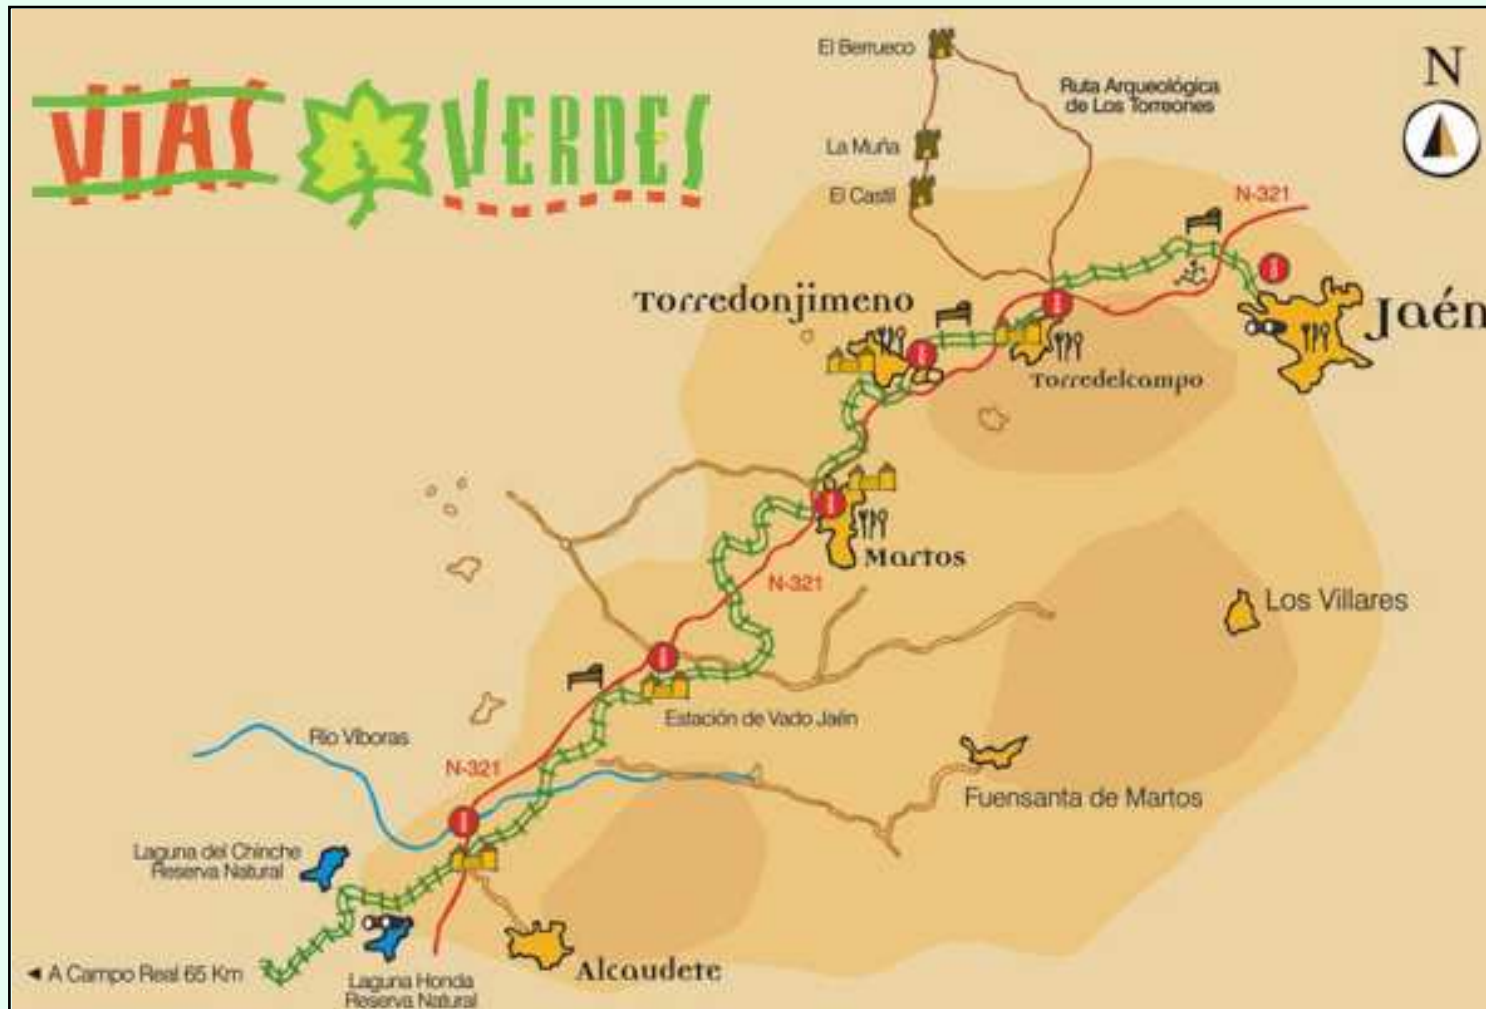 VIAS VERDES
El Berrueco
Ruta Arqueológica
de Los Torreones
N
La Muña
El Castil
N-321
Torredonjimeno
Jaén
Torredelcampo
Martos
N-321
Los Villares
Estación de Vado Jaén
Río Víboras
N-321
Fuensanta de Martos
Laguna del Chinche
Reserva Natural
Alcaudete
◄ A Campo Real 65 Km
Laguna Honda
Reserva Natural